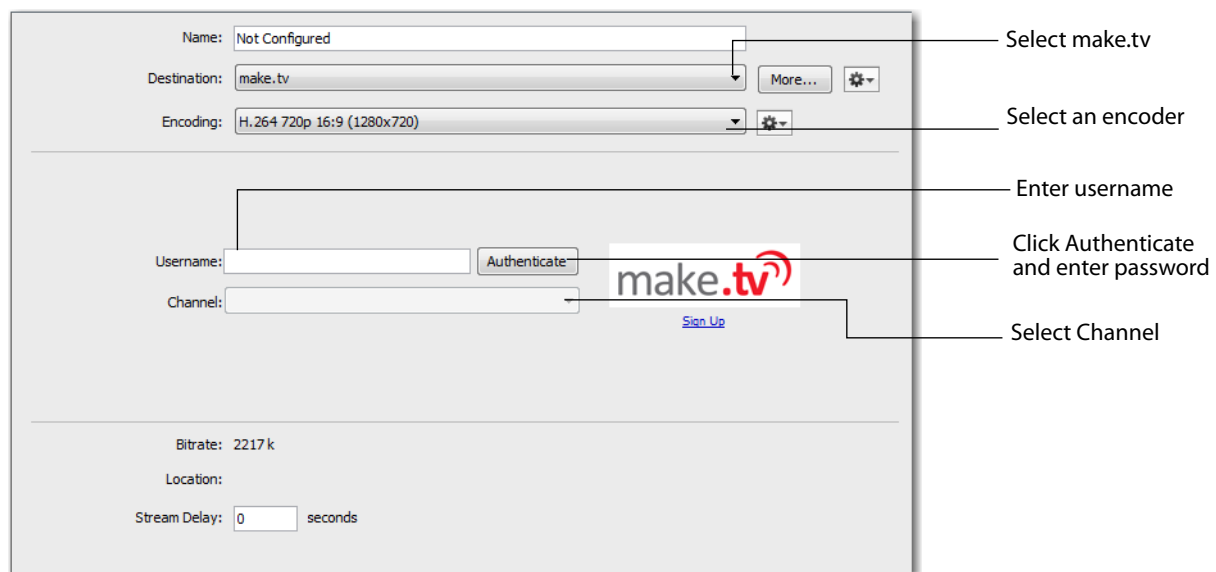 Name: Not Configured
Select make.tv
Destination: make.tv More...
Encoding: H.264 720p 16:9 (1280x720)
Select an encoder
Enter username
Username: Authenticate
Click Authenticate
and enter password
make.tv
Channel:
Sign Up
Select Channel
Bitrate: 2217 k
Location:
Stream Delay: 0 seconds